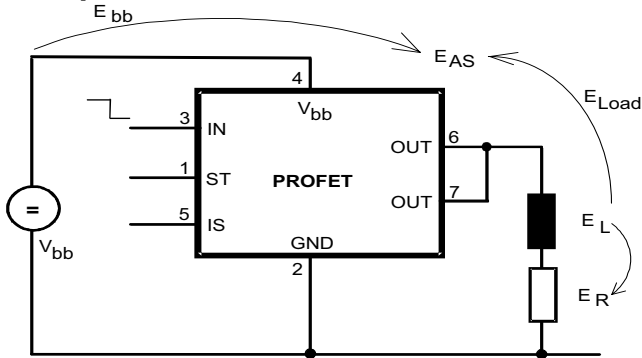 E bb
E AS
4
V bb
E Load
3 IN
OUT 6
1 ST
PROFET
=
OUT 7
5 IS
V bb
GND
2
E L
E R